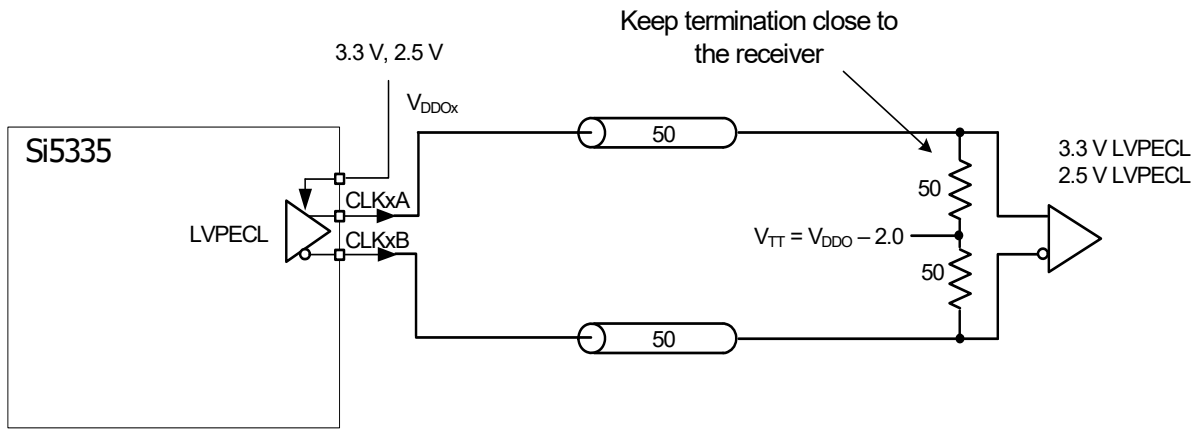 Keep termination close to
the receiver
3.3 V, 2.5 V
VDDOx
50
Si5335
3.3 V LVPECL
2.5 V LVPECL
50
CLKxA
LVPECL
VTT = VDDO – 2.0
CLKxB
50
50